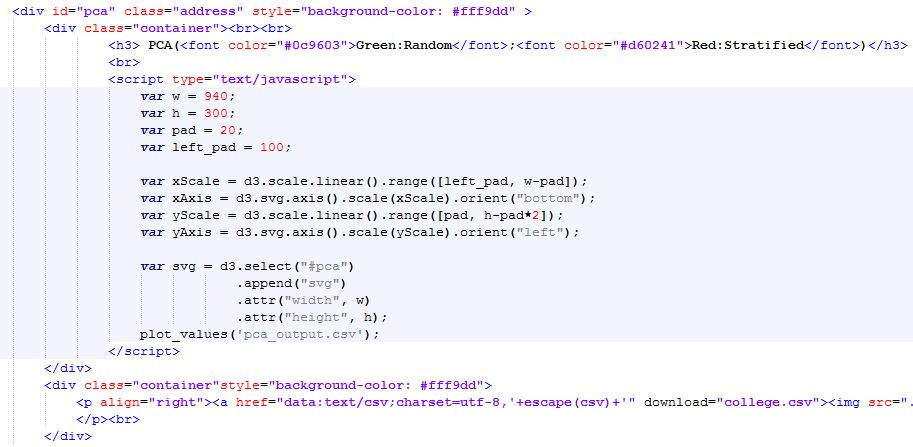 <div id="pca" class="address" style="background-color: #fff9dd" >
<div class="container"><br><br>
<h3> PCA(<font color="#0c9603">Green:Random</font>;<font color="#d60241">Red:Stratified</font>)</h3>
<br>
<script type="text/javascript">
var w = 940;
var h = 300;
var pad = 20;
var left_pad = 100;
var xScale = d3.scale.linear().range([left_pad, w-pad]);
var xAxis = d3.svg.axis().scale(xScale).orient("bottom");
var yScale = d3.scale.linear().range([pad, h-pad*2]);
var yAxis = d3.svg.axis().scale(yScale).orient("left");
var svg = d3.select("#pca")
.append("svg")
.attr("width", w)
.attr("height", h);
plot_values('pca_output.csv');
</script>
</div>
<div class="container"style="background-color: #fff9dd">
<p align="right"><a href="data:text/csv;charset=utf-8,'+escape(csv)+'" download="college.csv"><img src=".
</p><br>
</div>